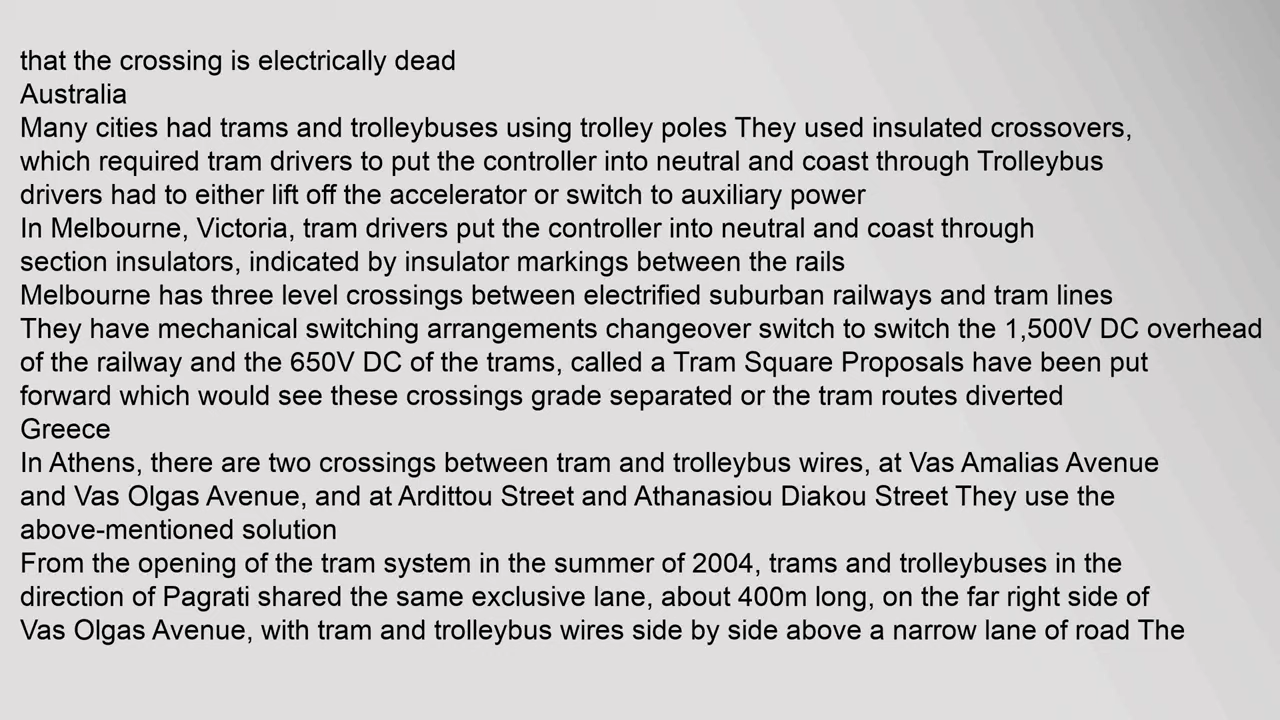 that the crossing is electrically dead
Australia
Many cities had trams and trolleybuses using trolley poles They used insulated crossovers,
which required tram drivers to put the controller into neutral and coast through Trolleybus
drivers had to either lift off the accelerator or switch to auxiliary power
In Melbourne, Victoria, tram drivers put the controller into neutral and coast through
section insulators, indicated by insulator markings between the rails
Melbourne has three level crossings between electrified suburban railways and tram lines
They have mechanical switching arrangements changeover switch to switch the 1,500V DC overhead
of the railway and the 650V DC of the trams, called a Tram Square Proposals have been put
forward which would see these crossings grade separated or the tram routes diverted
Greece
In Athens, there are two crossings between tram and trolleybus wires, at Vas Amalias Avenue
and Vas Olgas Avenue, and at Ardittou Street and Athanasiou Diakou Street They use the
above-mentioned solution
From the opening of the tram system in the summer of 2004, trams and trolleybuses in the
direction of Pagrati shared the same exclusive lane, about 400m long, on the far right side of
Vas Olgas Avenue, with tram and trolleybus wires side by side above a narrow lane of road The